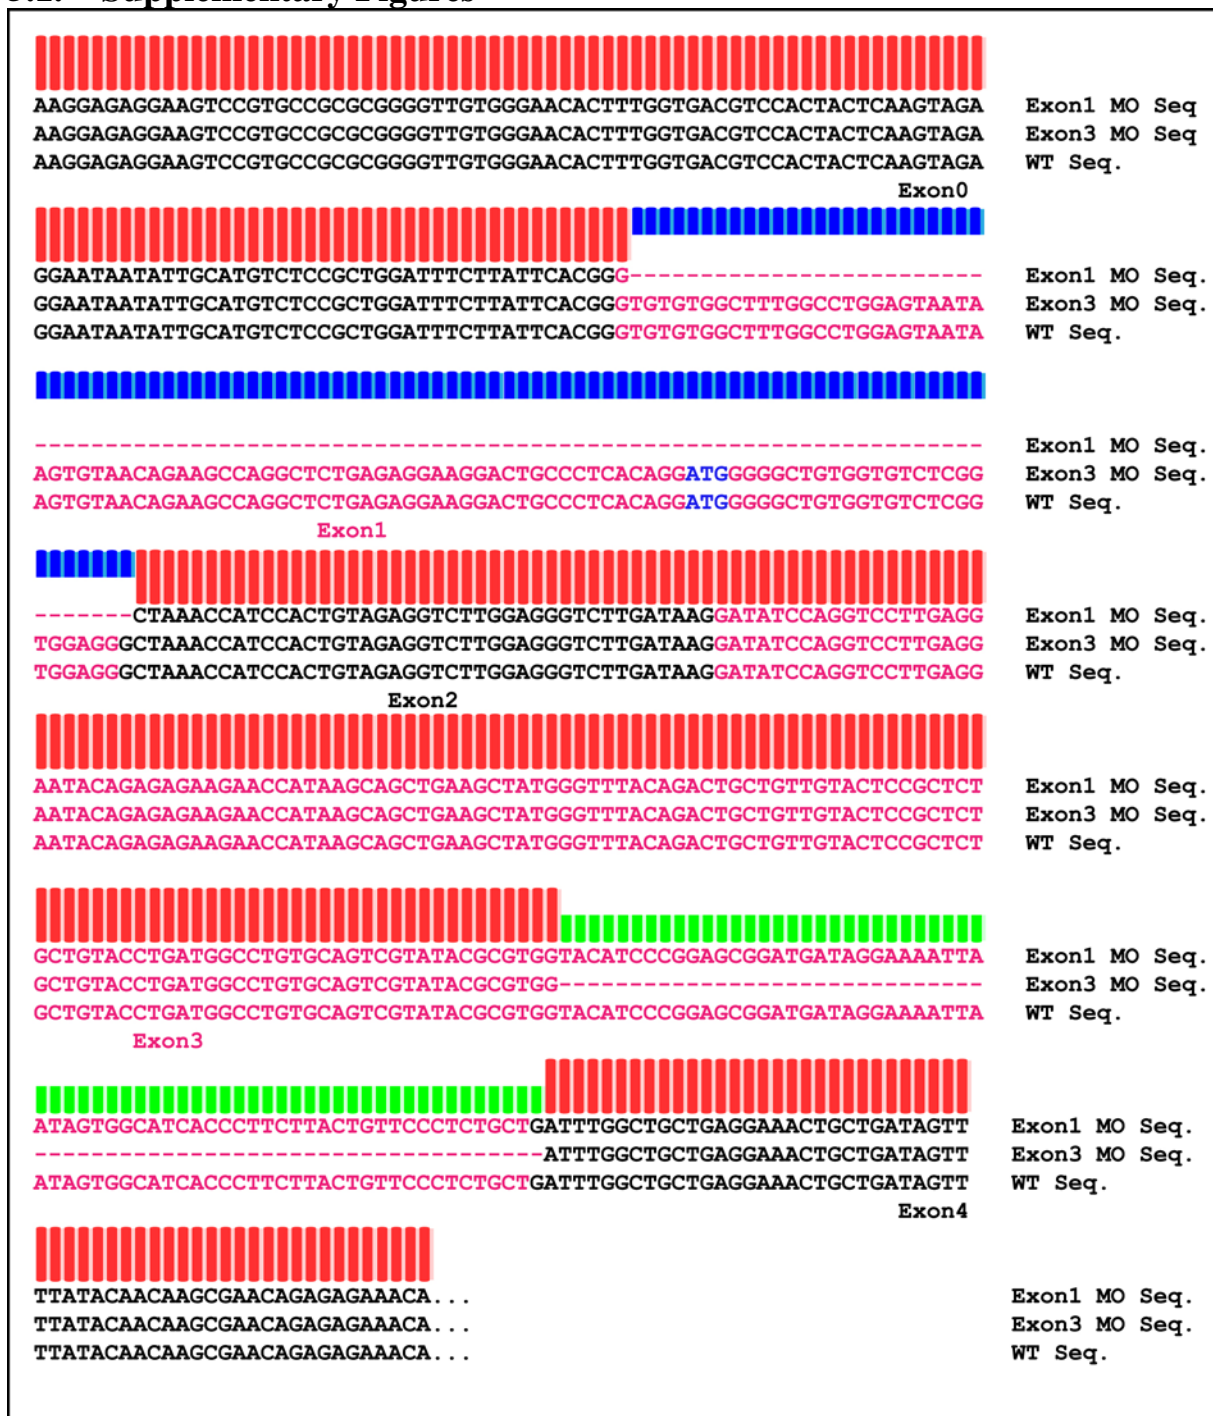 Supplementary Figures
AAGGAGAGGAAGTCCGTGCCGCGCGGGGTTGTGGGAACACTTTGGTGACGTCCACTACTCAAGTAGA Exon1 MO Seq
AAGGAGAGGAAGTCCGTGCCGCGCGGGGTTGTGGGAACACTTTGGTGACGTCCACTACTCAAGTAGA Exon3 MO Seq
AAGGAGAGGAAGTCCGTGCCGCGCGGGGTTGTGGGAACACTTTGGTGACGTCCACTACTCAAGTAGA WT Seq.
Exon0
GGAATAATATTGCATGTCTCCGCTGGATTTCTTATTCACGGG------------------------- Exon1 MO Seq.
GGAATAATATTGCATGTCTCCGCTGGATTTCTTATTCACGGGTGTGTGGCTTTGGCCTGGAGTAATA Exon3 MO Seq.
GGAATAATATTGCATGTCTCCGCTGGATTTCTTATTCACGGGTGTGTGGCTTTGGCCTGGAGTAATA WT Seq.
------------------------------------------------------------------- Exon1 MO Seq.
AGTGTAACAGAAGCCAGGCTCTGAGAGGAAGGACTGCCCTCACAGGATGGGGGCTGTGGTGTCTCGG Exon3 MO Seq.
AGTGTAACAGAAGCCAGGCTCTGAGAGGAAGGACTGCCCTCACAGGATGGGGGCTGTGGTGTCTCGG WT Seq.
Exon1
-------CTAAACCATCCACTGTAGAGGTCTTGGAGGGTCTTGATAAGGATATCCAGGTCCTTGAGG Exon1 MO Seq.
TGGAGGGCTAAACCATCCACTGTAGAGGTCTTGGAGGGTCTTGATAAGGATATCCAGGTCCTTGAGG Exon3 MO Seq.
TGGAGGGCTAAACCATCCACTGTAGAGGTCTTGGAGGGTCTTGATAAGGATATCCAGGTCCTTGAGG WT Seq.
Exon2
AATACAGAGAGAAGAACCATAAGCAGCTGAAGCTATGGGTTTACAGACTGCTGTTGTACTCCGCTCT Exon1 MO Seq.
AATACAGAGAGAAGAACCATAAGCAGCTGAAGCTATGGGTTTACAGACTGCTGTTGTACTCCGCTCT Exon3 MO Seq.
AATACAGAGAGAAGAACCATAAGCAGCTGAAGCTATGGGTTTACAGACTGCTGTTGTACTCCGCTCT WT Seq.
GCTGTACCTGATGGCCTGTGCAGTCGTATACGCGTGGTACATCCCGGAGCGGATGATAGGAAAATTA Exon1 MO Seq.
GCTGTACCTGATGGCCTGTGCAGTCGTATACGCGTGG------------------------------ Exon3 MO Seq.
GCTGTACCTGATGGCCTGTGCAGTCGTATACGCGTGGTACATCCCGGAGCGGATGATAGGAAAATTA WT Seq.
Exon3
ATAGTGGCATCACCCTTCTTACTGTTCCCTCTGCTGATTTGGCTGCTGAGGAAACTGCTGATAGTT Exon1 MO Seq.
------------------------------------ATTTGGCTGCTGAGGAAACTGCTGATAGTT Exon3 MO Seq.
ATAGTGGCATCACCCTTCTTACTGTTCCCTCTGCTGATTTGGCTGCTGAGGAAACTGCTGATAGTT WT Seq.
Exon4
TTATACAACAAGCGAACAGAGAGAAACA... Exon1 MO Seq.
TTATACAACAAGCGAACAGAGAGAAACA... Exon3 MO Seq.
TTATACAACAAGCGAACAGAGAGAAACA... WT Seq.